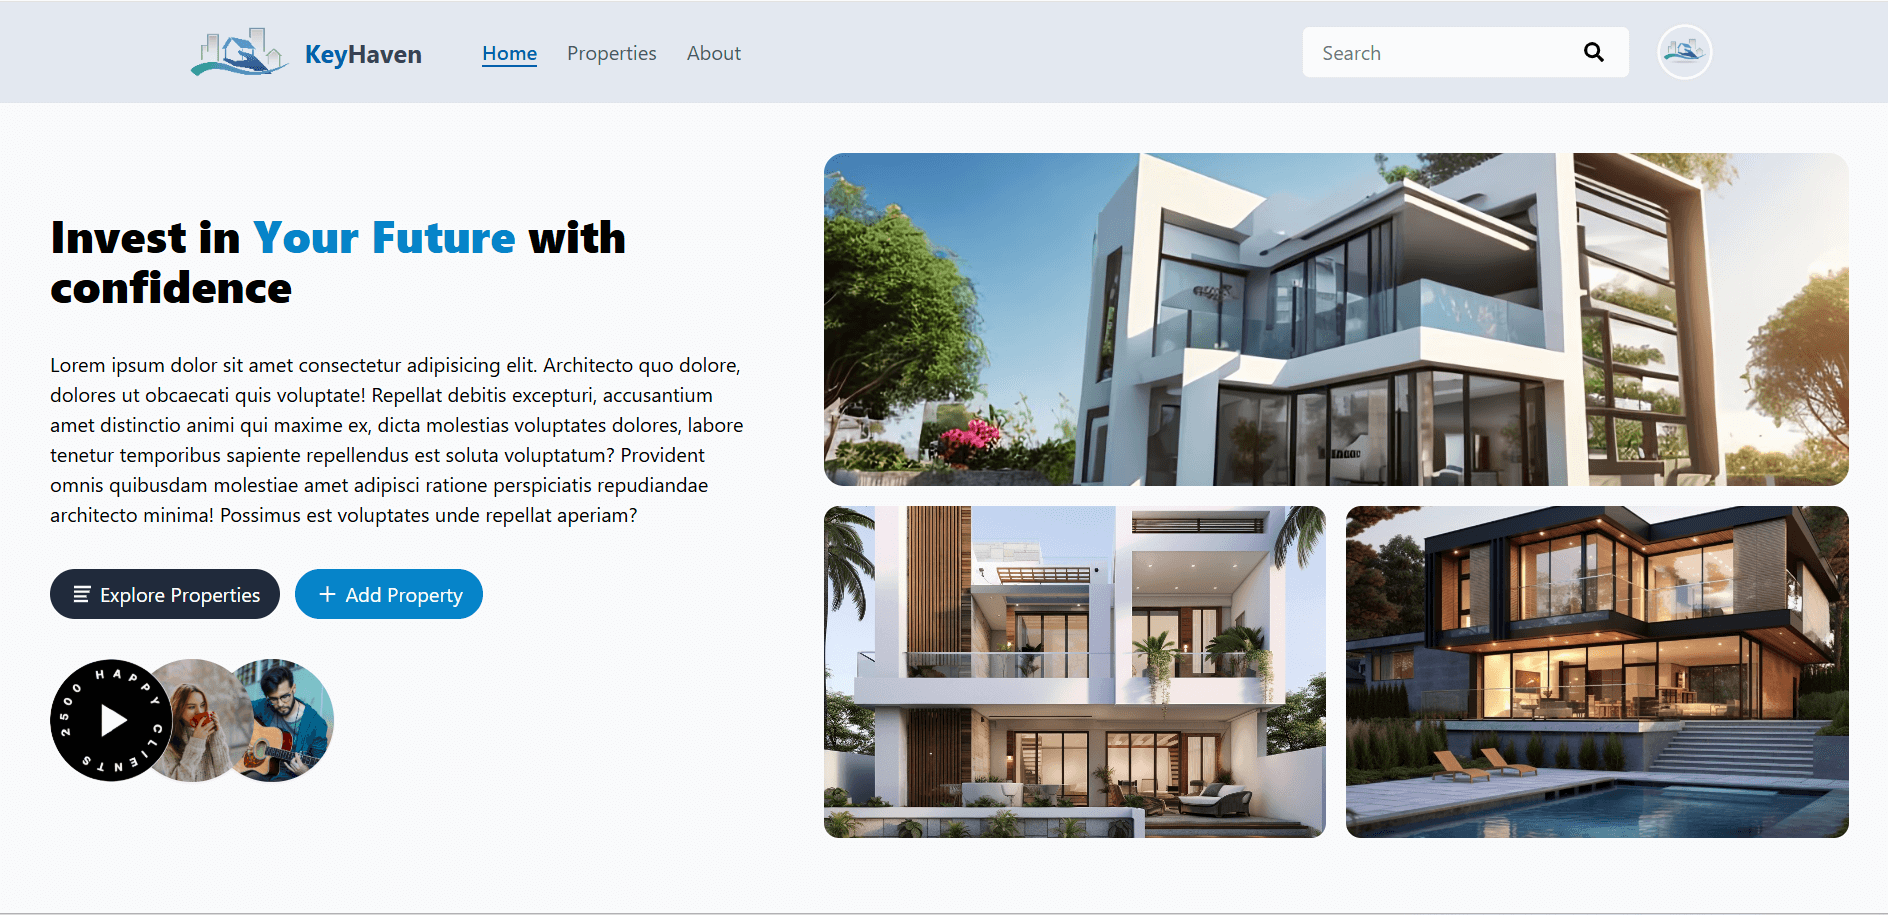 KeyHaven
Home
Properties
About
Search
Invest in Your Future with
confidence
Lorem ipsum dolor sit amet consectetur adipisicing elit. Architecto quo dolore,
dolores ut obcaecati quis voluptate! Repellat debitis excepturi, accusantium
amet distinctio animi qui maxime ex, dicta molestias voluptates dolores, labore
tenetur temporibus sapiente repellendus est soluta voluptatum? Provident
omnis quibusdam molestiae amet adipisci ratione perspiciatis repudiandae
architecto minima! Possimus est voluptates unde repellat aperiam?
Explore Properties
Add Property
2500 HAPPY CLIENTS